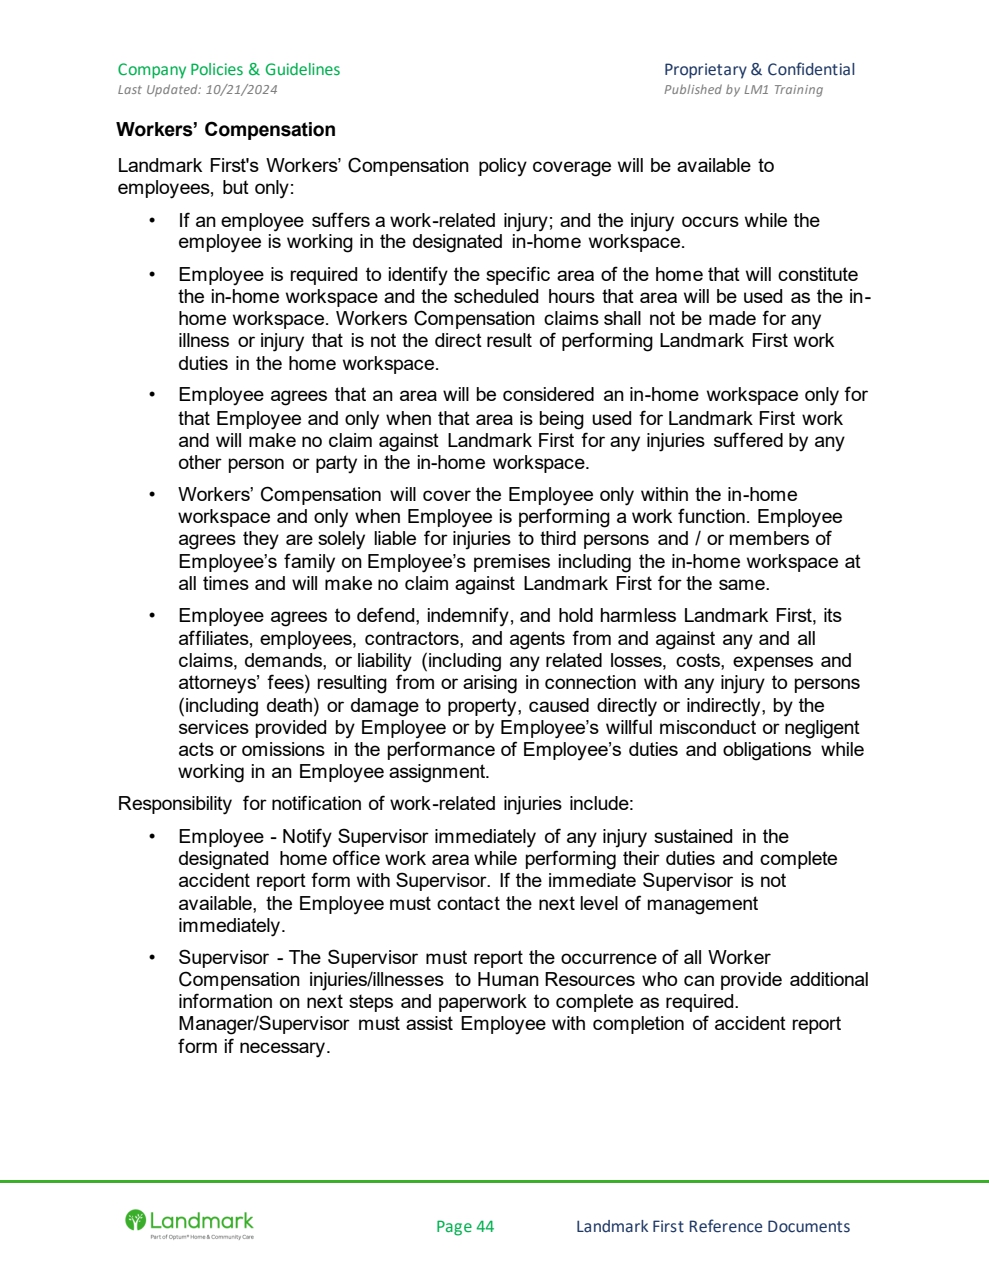 Company Policies & Guidelines
Proprietary & Confidential
Last Updated: 10/21/2024
Published by LM1 Training
Workers’ Compensation
Landmark First's Workers’ Compensation policy coverage will be available to
employees, but only:
• If an employee suffers a work-related injury; and the injury occurs while the
employee is working in the designated in-home workspace.
• Employee is required to identify the specific area of the home that will constitute
the in-home workspace and the scheduled hours that area will be used as the in-
home workspace. Workers Compensation claims shall not be made for any
illness or injury that is not the direct result of performing Landmark First work
duties in the home workspace.
• Employee agrees that an area will be considered an in-home workspace only for
that Employee and only when that area is being used for Landmark First work
and will make no claim against Landmark First for any injuries suffered by any
other person or party in the in-home workspace.
• Workers’ Compensation will cover the Employee only within the in-home
workspace and only when Employee is performing a work function. Employee
agrees they are solely liable for injuries to third persons and / or members of
Employee’s family on Employee’s premises including the in-home workspace at
all times and will make no claim against Landmark First for the same.
• Employee agrees to defend, indemnify, and hold harmless Landmark First, its
affiliates, employees, contractors, and agents from and against any and all
claims, demands, or liability (including any related losses, costs, expenses and
attorneys’ fees) resulting from or arising in connection with any injury to persons
(including death) or damage to property, caused directly or indirectly, by the
services provided by Employee or by Employee’s willful misconduct or negligent
acts or omissions in the performance of Employee’s duties and obligations while
working in an Employee assignment.
Responsibility for notification of work-related injuries include:
• Employee - Notify Supervisor immediately of any injury sustained in the
designated home office work area while performing their duties and complete
accident report form with Supervisor. If the immediate Supervisor is not
available, the Employee must contact the next level of management
immediately.
• Supervisor - The Supervisor must report the occurrence of all Worker
Compensation injuries/illnesses to Human Resources who can provide additional
information on next steps and paperwork to complete as required.
Manager/Supervisor must assist Employee with completion of accident report
form if necessary.
Landmark
Part of Optum® Home & Community Care
Page 44
Landmark First Reference Documents